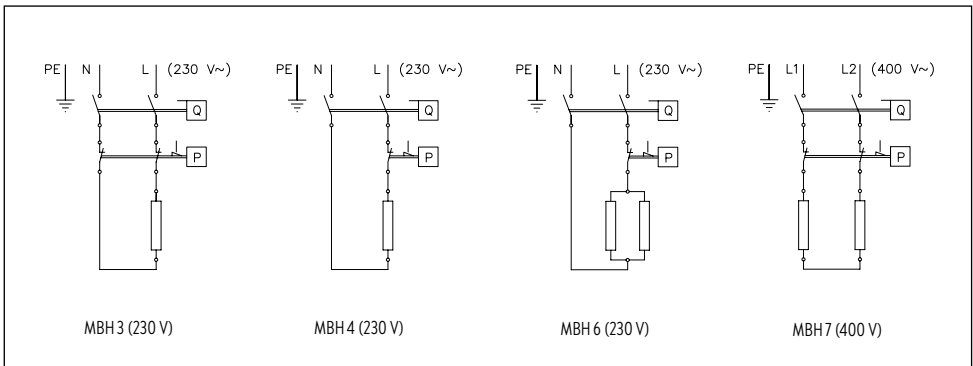 PE N L (230 V~)
Q
P
MBH 3 (230 V)
PE N L (230 V~)
Q
P
MBH 4 (230 V)
PE N L (230 V~)
Q
P
MBH 6 (230 V)
PE L1 L2 (400 V~)
Q
P
MBH 7 (400 V)